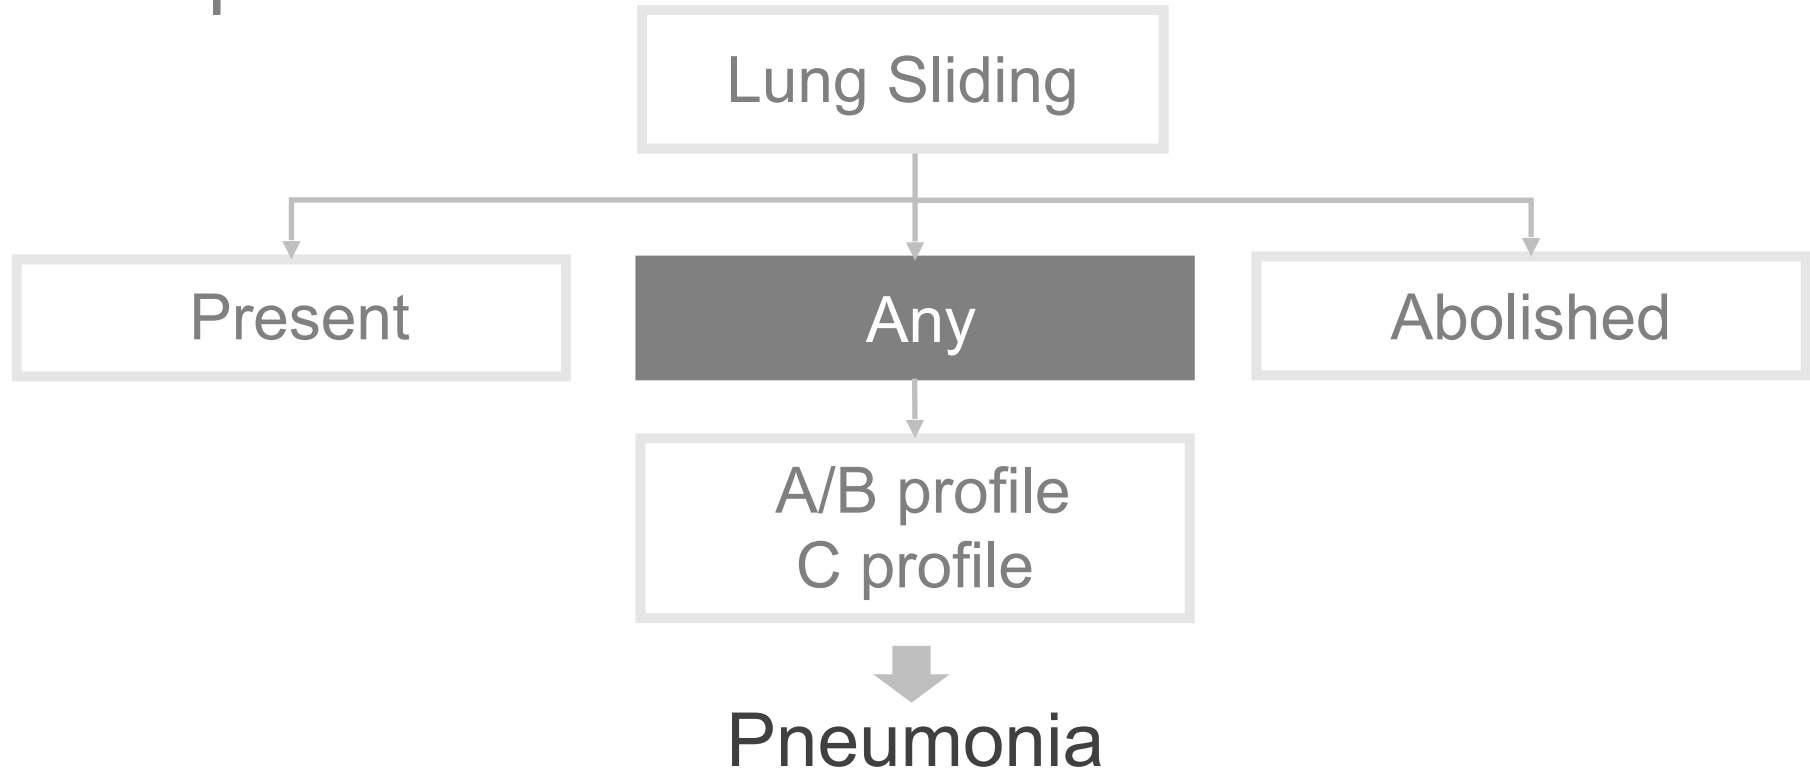 Lung Sliding
Present
Any
Abolished
A/B profile
C profile
Pneumonia